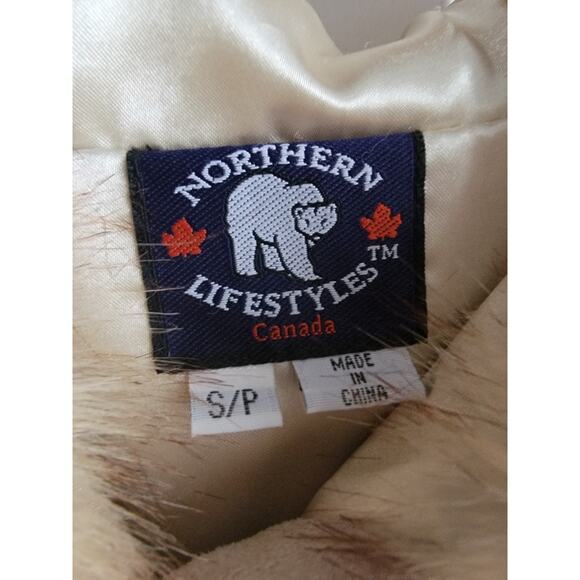 NORTHERN
LIFESTYLES™
Canada
S/P
MADE
IN
CHINA